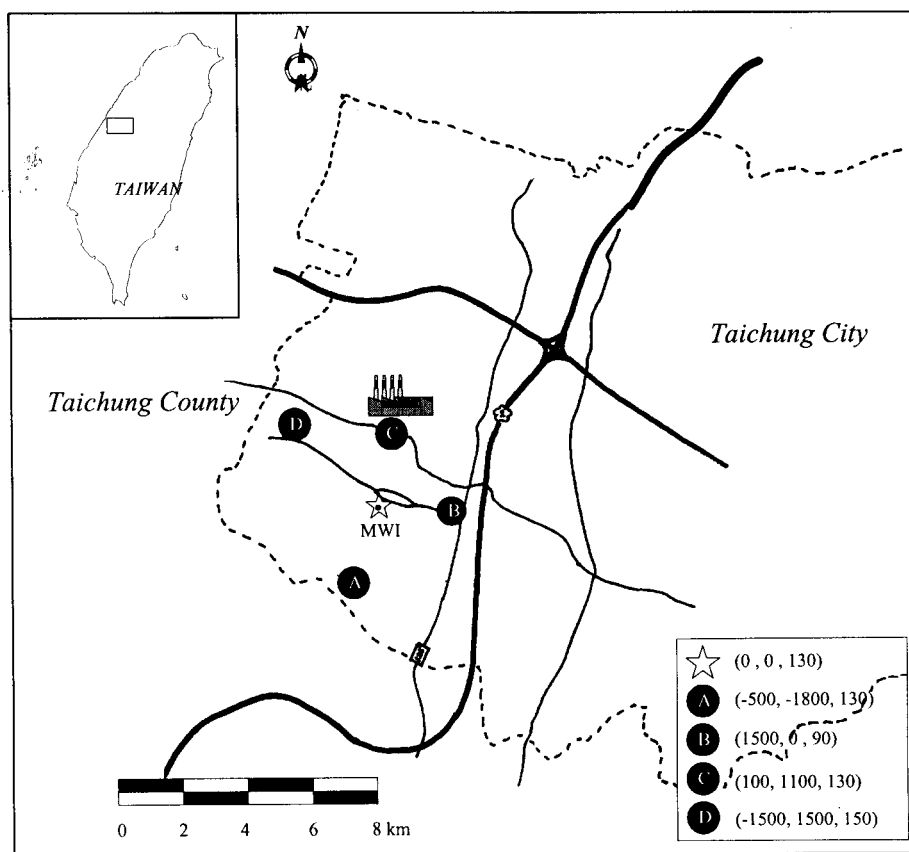 N
TAIWAN
Taichung City
Taichung County
D
C
B
MWI
A
(0 , 0 , 130)
A (-500, -1800, 130)
B (1500, 0 , 90)
C (100, 1100, 130)
D (-1500, 1500, 150)
0 2 4 6 8 km